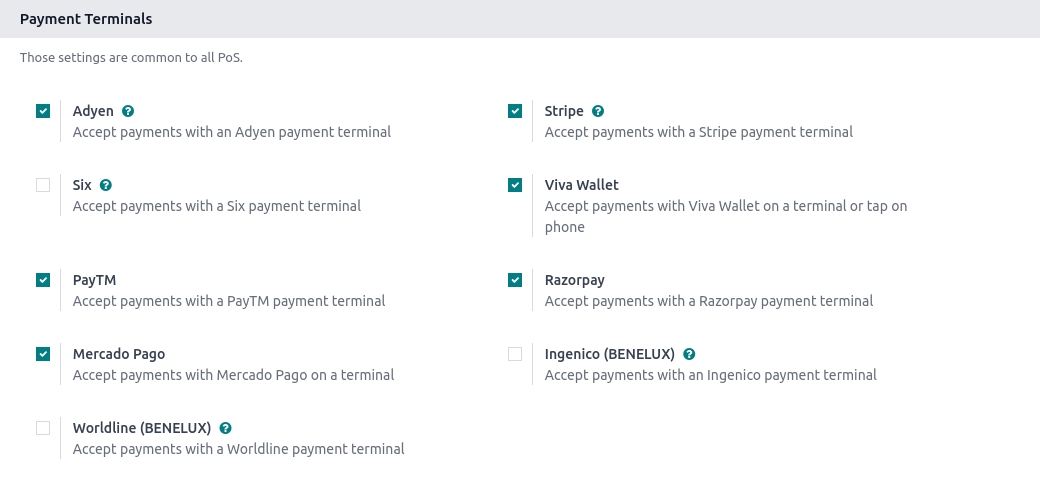 Payment Terminals
Those settings are common to all PoS.
Adyen ?
Accept payments with an Adyen payment terminal
Stripe ?
Accept payments with a Stripe payment terminal
Six ?
Accept payments with a Six payment terminal
Viva Wallet
Accept payments with Viva Wallet on a terminal or tap on
phone
PayTM
Accept payments with a PayTM payment terminal
Razorpay
Accept payments with a Razorpay payment terminal
Mercado Pago
Accept payments with Mercado Pago on a terminal
Ingenico (BENELUX) ?
Accept payments with an Ingenico payment terminal
Worldline (BENELUX) ?
Accept payments with a Worldline payment terminal